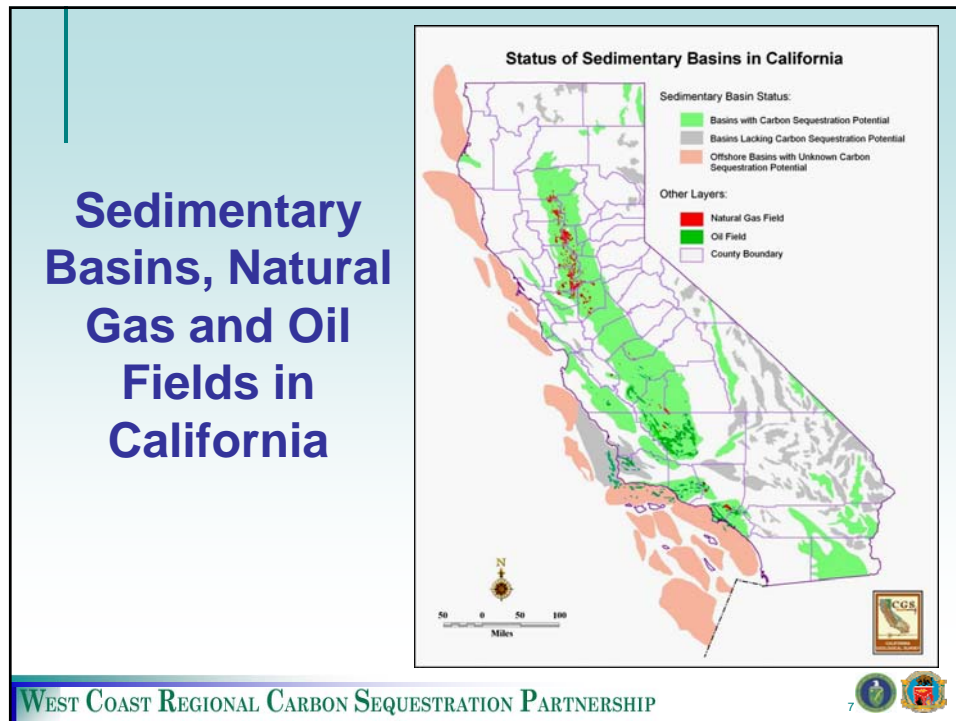 Sedimentary
Basins, Natural
Gas and Oil
Fields in
California
Status of Sedimentary Basins in California
Sedimentary Basin Status:
Basins with Carbon Sequestration Potential
Basins Lacking Carbon Sequestration Potential
Offshore Basins with Unknown Carbon
Sequestration Potential
Other Layers:
Natural Gas Field
Oil Field
County Boundary
N
50 0 50 100
Miles
CGS
CALIFORNIA
GEOLOGICAL SURVEY
WEST COAST REGIONAL CARBON SEQUESTRATION PARTNERSHIP
7